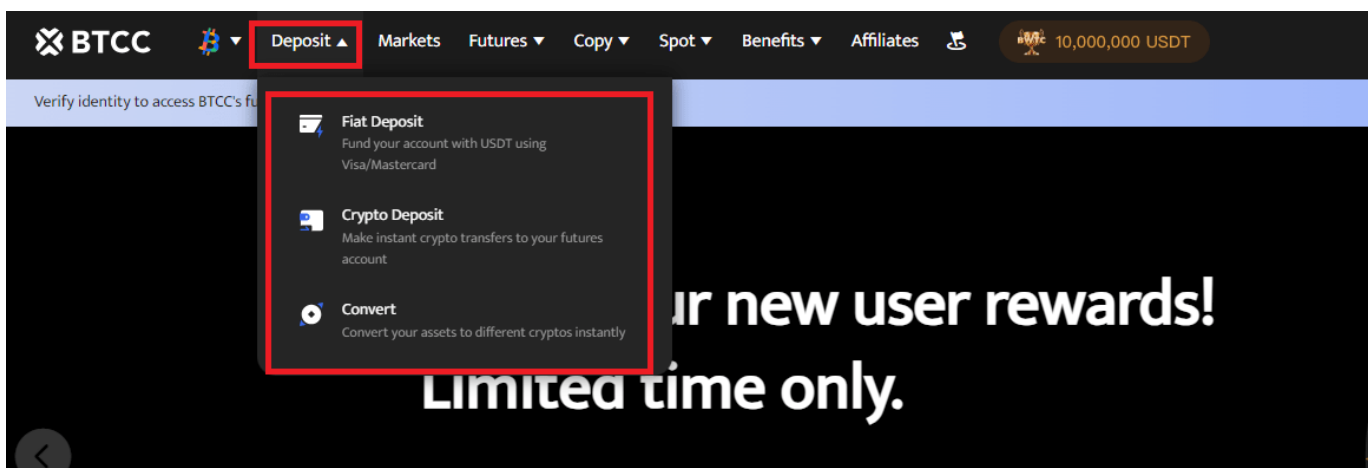 BTCC
Deposit ▲ Markets Futures ▼ Copy ▼ Spot ▼ Benefits ▼ Affiliates 10,000,000 USDT
Verify identity to access BTCC's
Fiat Deposit
Fund your account with USDT using
Visa/Mastercard
Crypto Deposit
Make instant crypto transfers to your futures
account
Convert
Convert your assets to different cryptos instantly
new user rewards!
Limited time only.